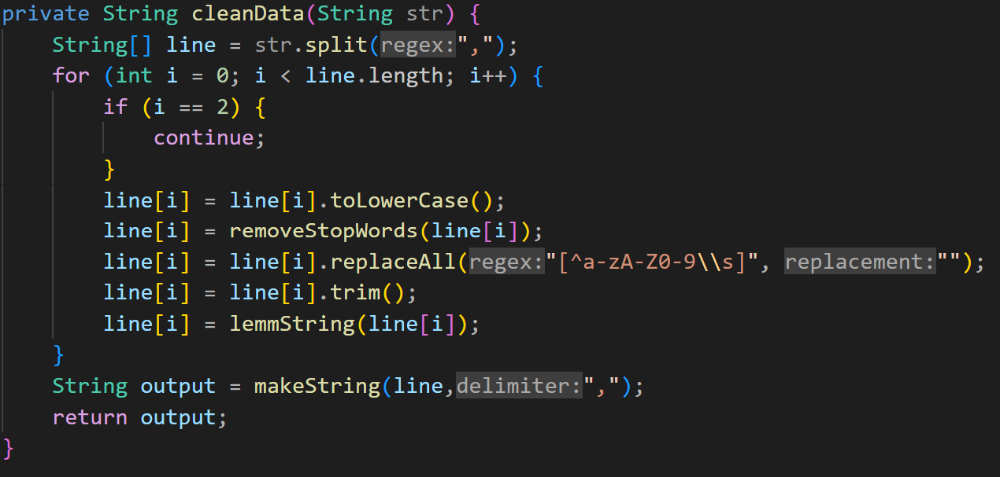 private String cleanData(String str) {
    String[] line = str.split(regex:",");
    for (int i = 0; i < line.length; i++) {
        if (i == 2) {
            continue;
        }
        line[i] = line[i].toLowerCase();
        line[i] = removeStopWords(line[i]);
        line[i] = line[i].replaceAll(regex:"[^a-zA-Z0-9\\s]", replacement:"");
        line[i] = line[i].trim();
        line[i] = lemmString(line[i]);
    }
    String output = makeString(line,delimiter:",");
    return output;
}